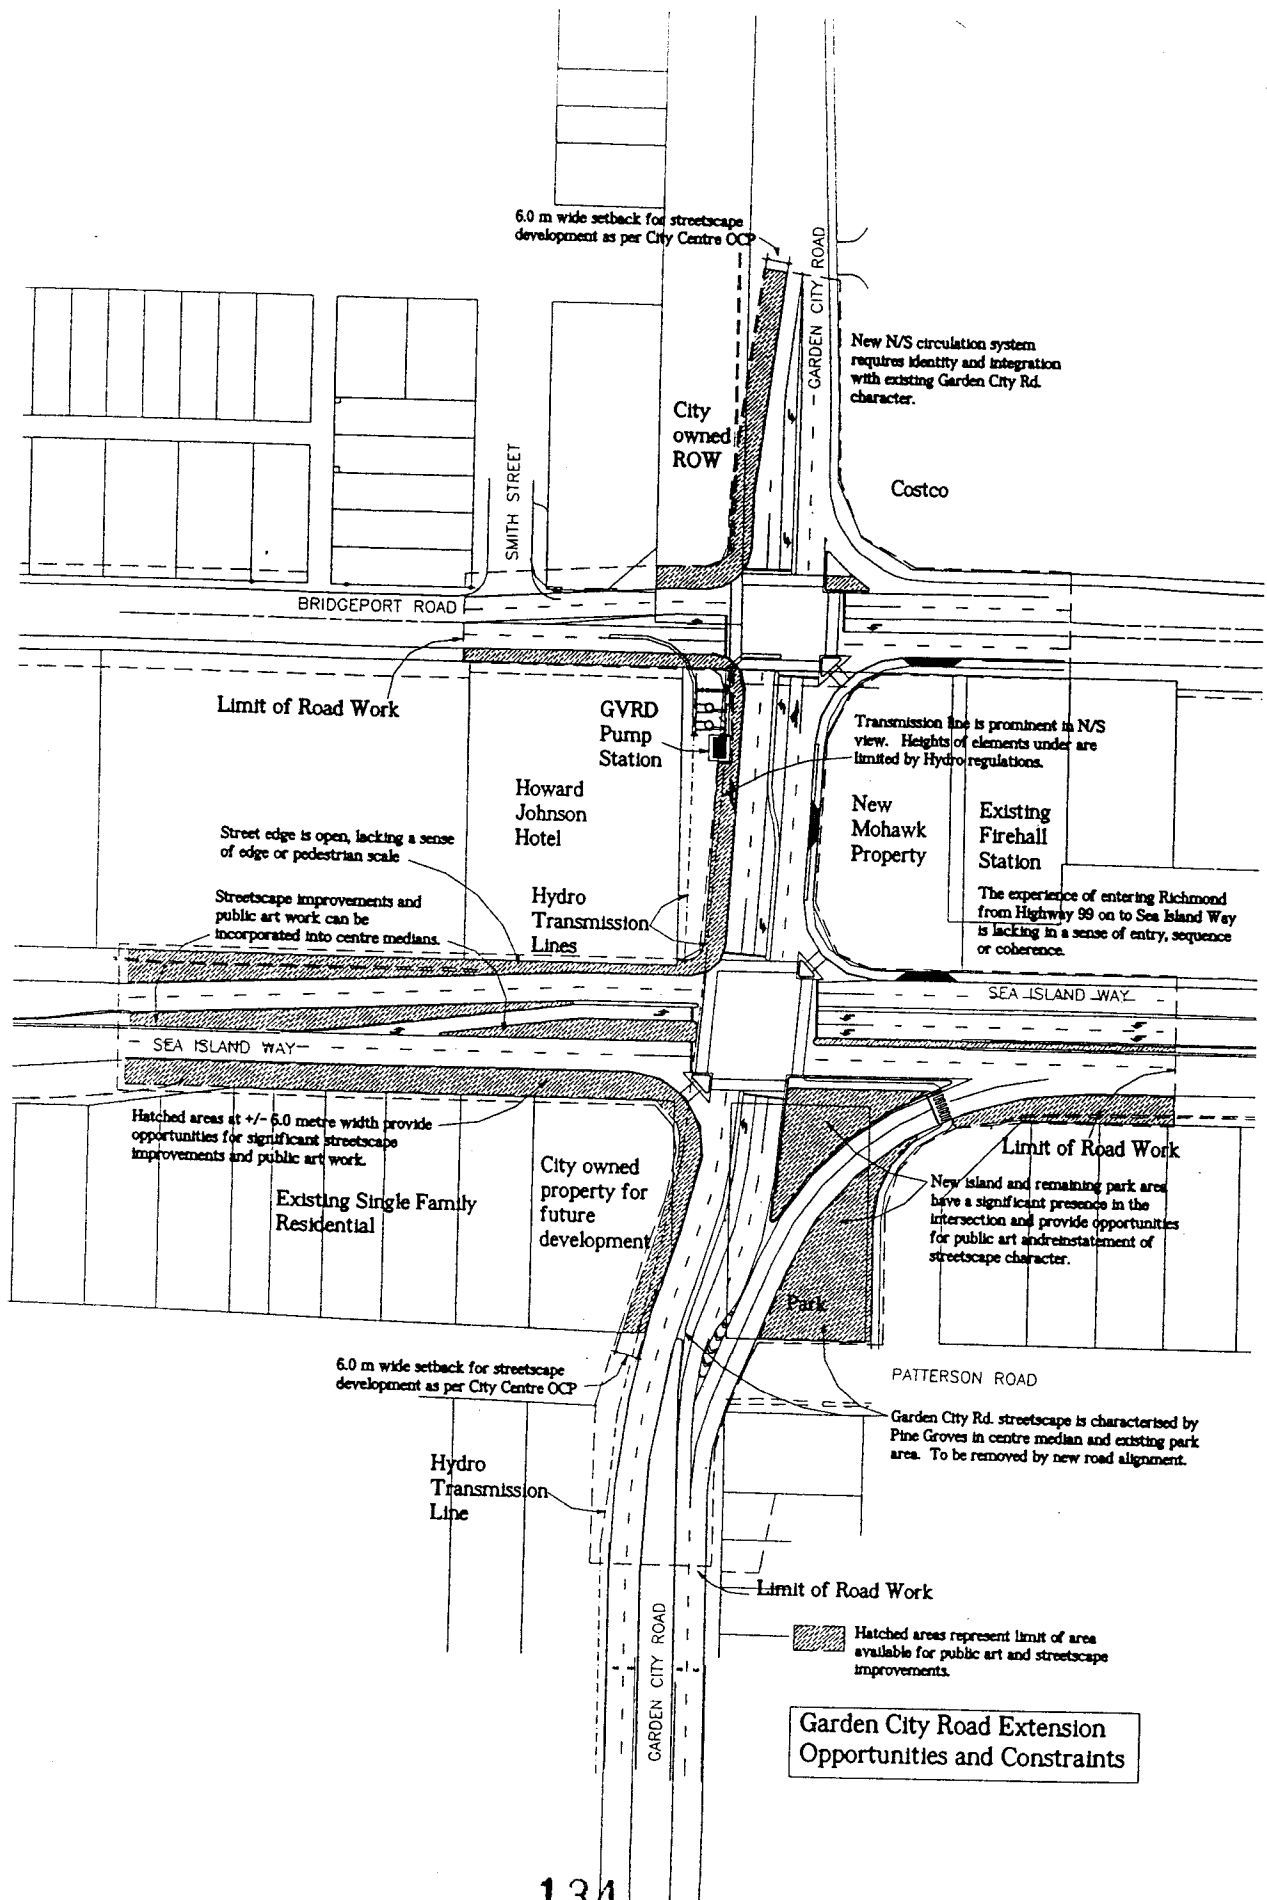 6.0 m wide setback for streetscape
development as per City Centre OCP
GARDEN CITY ROAD
New N/S circulation system
requires identity and integration
with existing Garden City Rd.
character.
City
owned
ROW
Costco
SMITH STREET
BRIDGEPORT ROAD
Limit of Road Work
GVRD
Pump
Station
Transmission line is prominent in N/S
view. Heights of elements under are
limited by Hydro regulations.
Howard
Johnson
Hotel
New
Mohawk
Property
Existing
Firehall
Station
Street edge is open, lacking a sense
of edge or pedestrian scale
Streetscape improvements and
public art work can be
incorporated into centre medians.
Hydro
Transmission
Lines
The experience of entering Richmond
from Highway 99 on to Sea Island Way
is lacking in a sense of entry, sequence
or coherence.
SEA ISLAND WAY
SEA ISLAND WAY
Hatched areas at +/- 6.0 metre width provide
opportunities for significant streetscape
improvements and public art work.
Limit of Road Work
Existing Single Family
Residential
City owned
property for
future
development
New island and remaining park area
have a significant presence in the
intersection and provide opportunities
for public art andreinstatement of
streetscape character.
Park
6.0 m wide setback for streetscape
development as per City Centre OCP
PATTERSON ROAD
Garden City Rd. streetscape is characterised by
Pine Groves in centre median and existing park
area. To be removed by new road alignment.
Hydro
Transmission
Line
Limit of Road Work
GARDEN CITY ROAD
Hatched areas represent limit of area
available for public art and streetscape
improvements.
Garden City Road Extension
Opportunities and Constraints
134